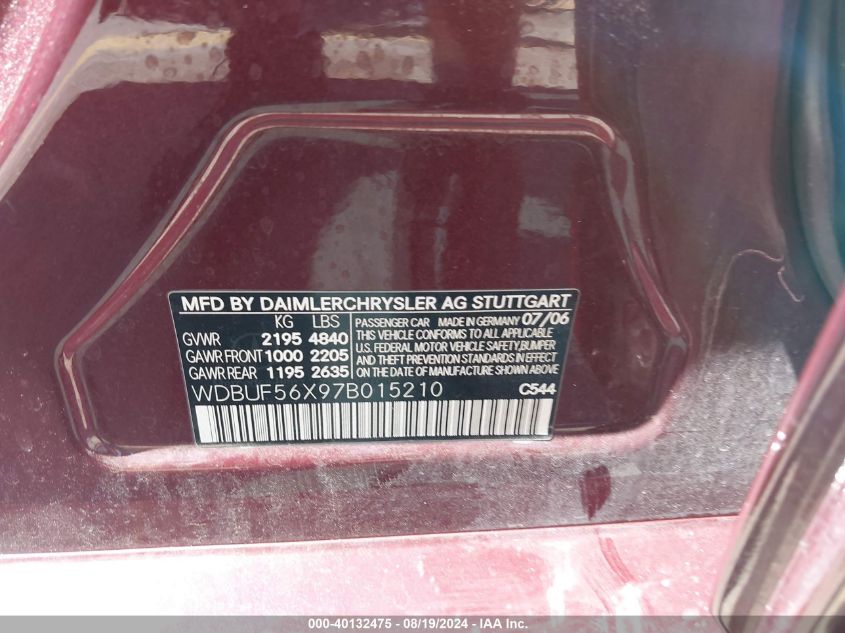 MFD BY DAIMLERCHRYSLER AG STUTTGART
KG LBS
GVWR 2195 4840
GAWR FRONT 1000 2205
GAWR REAR 1195 2635
PASSENGER CAR MADE IN GERMANY 07/06
THIS VEHICLE CONFORMS TO ALL APPLICABLE
U.S. FEDERAL MOTOR VEHICLE SAFETY,BUMPER
AND THEFT PREVENTION STANDARDS IN EFFECT
ON THE DATE OF MANUFACTURE SHOWN ABOVE
WDBUF56X97B015210 C544
000-40132475 - 08/19/2024 - IAA Inc.